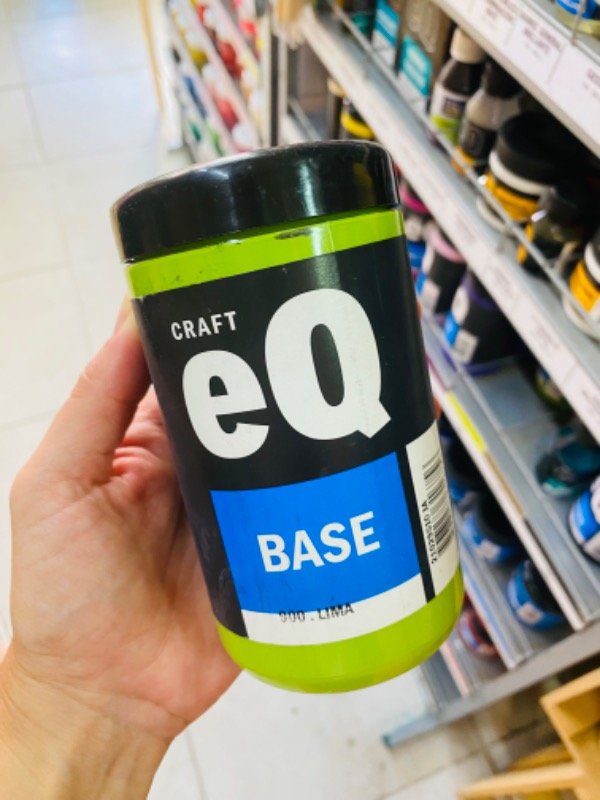 CRAFT
eQ
BASE
900 . LIMA